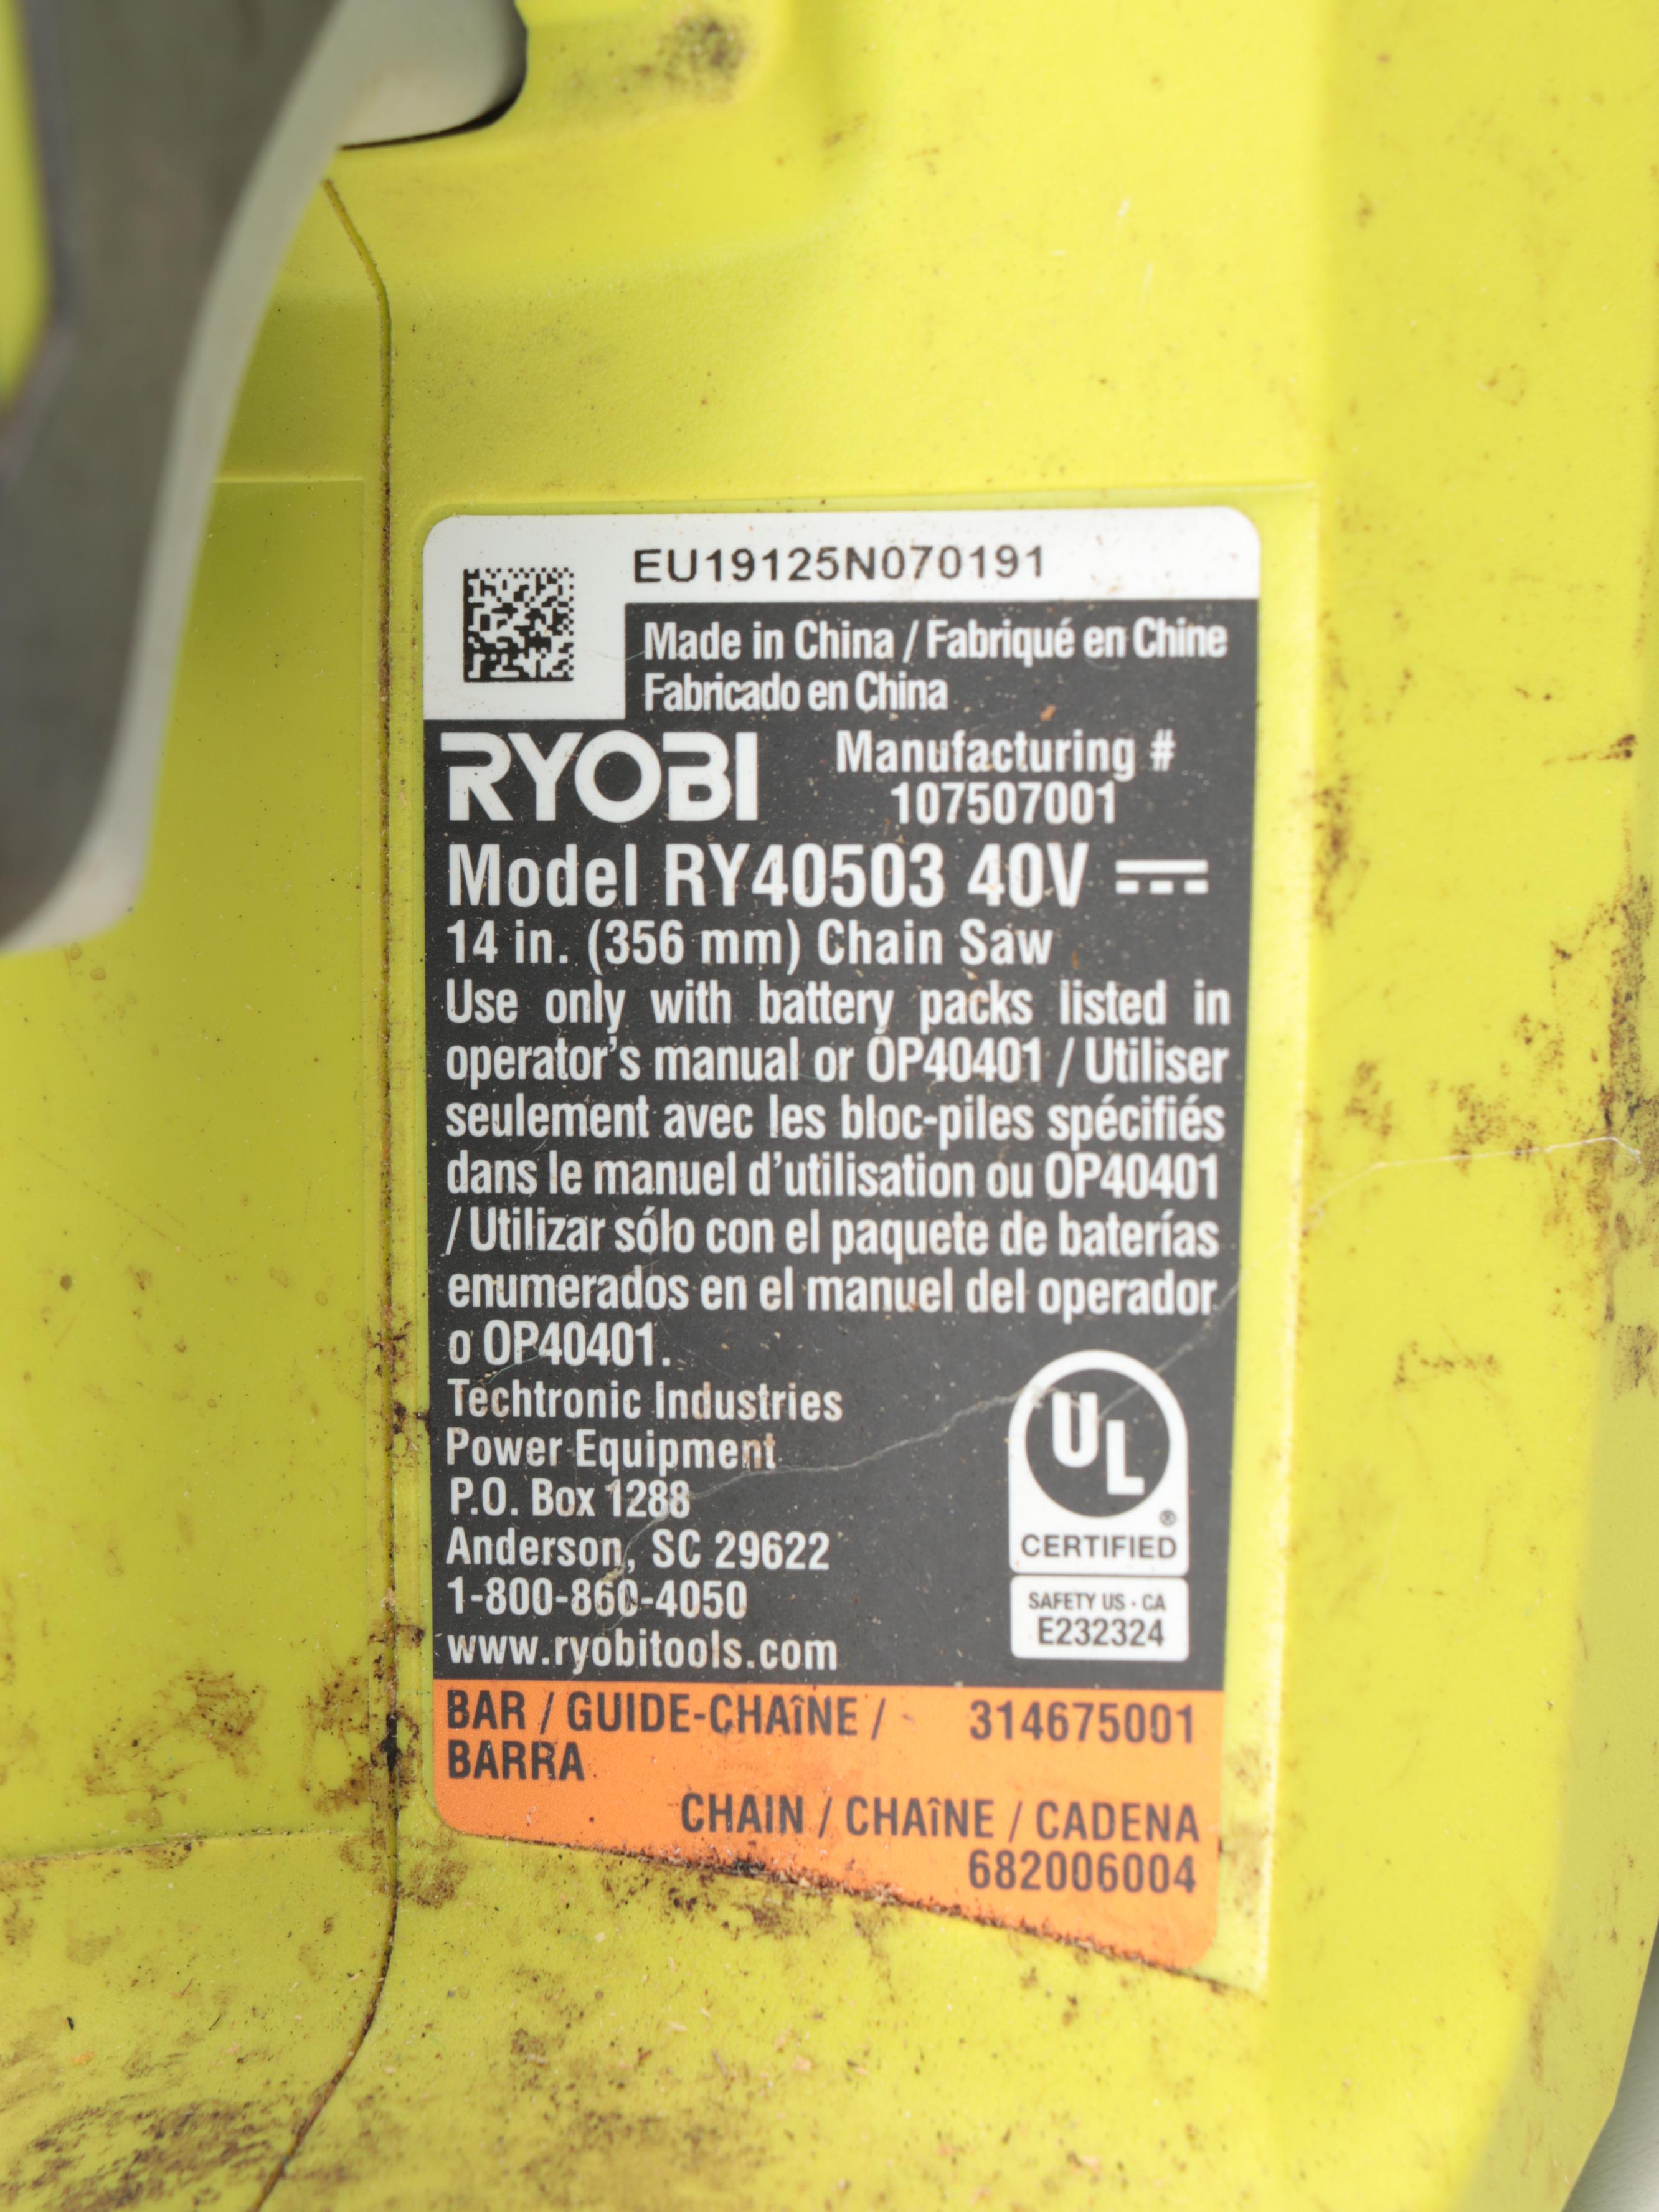 EU19125N070191
Made in China / Fabriqué en Chine
Fabricado en China
RYOBI
Manufacturing #
107507001
Model RY40503 40V
14 in. (356 mm) Chain Saw
Use only with battery packs listed in
operator's manual or OP40401 / Utiliser
seulement avec les bloc-piles spécifiés
dans le manuel d'utilisation ou OP40401
/ Utilizar sólo con el paquete de baterías
enumerados en el manuel del operador
o OP40401.
Techtronic Industries
Power Equipment
P.O. Box 1288
Anderson, SC 29622
1-800-860-4050
www.ryobitools.com
UL®
CERTIFIED
SAFETY US · CA
E232324
BAR / GUIDE-CHAîNE / 314675001
BARRA
CHAIN / CHAîNE / CADENA
682006004